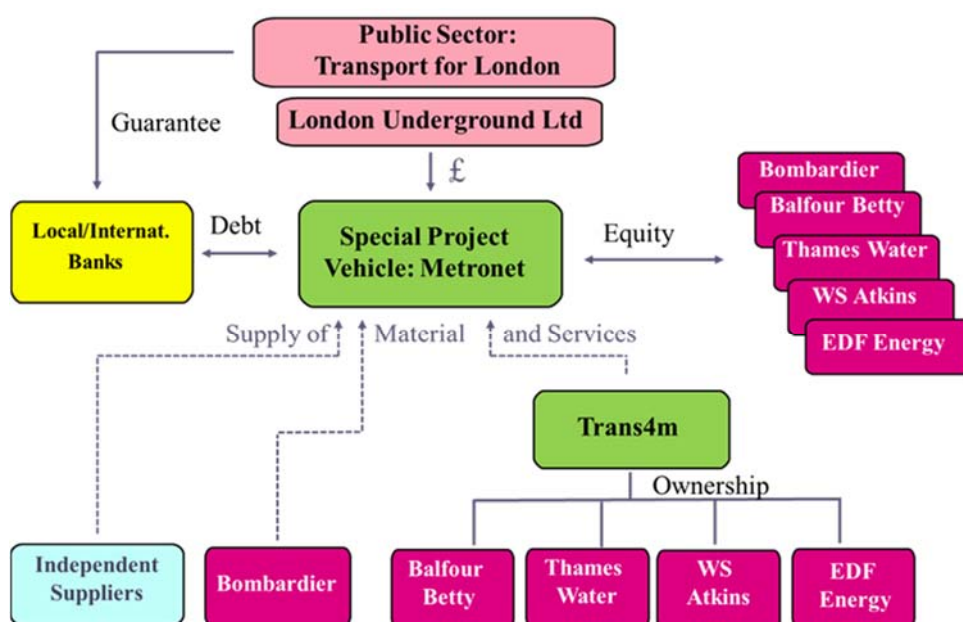 Public Sector:
Transport for London
Guarantee
London Underground Ltd
£
Local/Internat.
Banks
Debt
Special Project
Vehicle: Metronet
Equity
Bombardier
Balfour Betty
Thames Water
WS Atkins
EDF Energy
Supply of Material and Services
Trans4m
Ownership
Independent
Suppliers
Bombardier
Balfour
Betty
Thames
Water
WS
Atkins
EDF
Energy